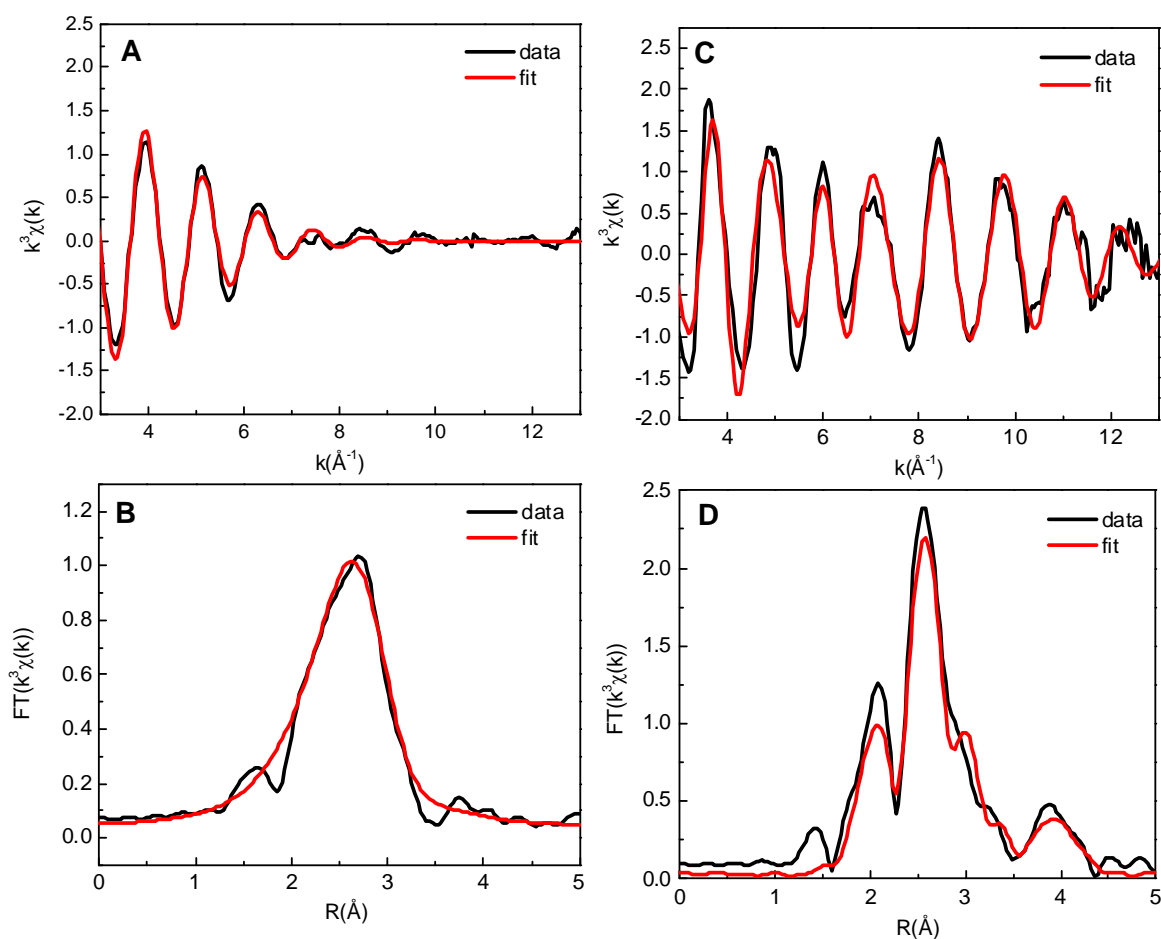 A
data
fit
2.5
2.0
1.5
1.0
0.5
0.0
-0.5
-1.0
-1.5
-2.0
k³χ(k)
4 6 8 10 12
k(Å⁻¹)
C
data
fit
2.5
2.0
1.5
1.0
0.5
0.0
-0.5
-1.0
-1.5
-2.0
k³χ(k)
4 6 8 10 12
k(Å⁻¹)
B
data
fit
1.2
1.0
0.8
0.6
0.4
0.2
0.0
FT(k³χ(k))
0 1 2 3 4 5
R(Å)
D
data
fit
2.5
2.0
1.5
1.0
0.5
0.0
FT(k³χ(k))
0 1 2 3 4 5
R(Å)